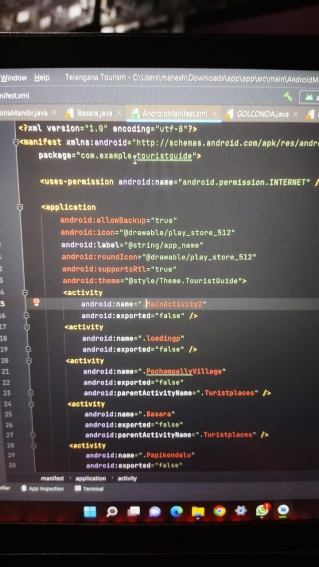 Window Help Telangana Tourism - C:\Users\mahesh\Downloads\app\app\src\main\AndroidM
Manifest.xml
BirlaMandir.java Basara.java AndroidManifest.xml GOLCONDA.java
<?xml version="1.0" encoding="utf-8"?>
<manifest xmlns:android="http://schemas.android.com/apk/res/andr
package="com.example.touristguide">
<uses-permission android:name="android.permission.INTERNET" /
<application
android:allowBackup="true"
android:icon="@drawable/play_store_512"
android:label="@string/app_name"
android:roundIcon="@drawable/play_store_512"
android:supportsRtl="true"
android:theme="@style/Theme.TouristGuide">
<activity
android:name=".MainActivity2"
android:exported="false" />
<activity
android:name=".loadingp"
android:exported="false" />
<activity
android:name=".PochampallyVillage"
android:exported="false"
android:parentActivityName=".Turistplaces" />
<activity
android:name=".Basara"
android:exported="false"
android:parentActivityName=".Turistplaces" />
<activity
android:name=".Papikondalu"
android:exported="false"
manifest › application › activity
ofiler App Inspection Terminal